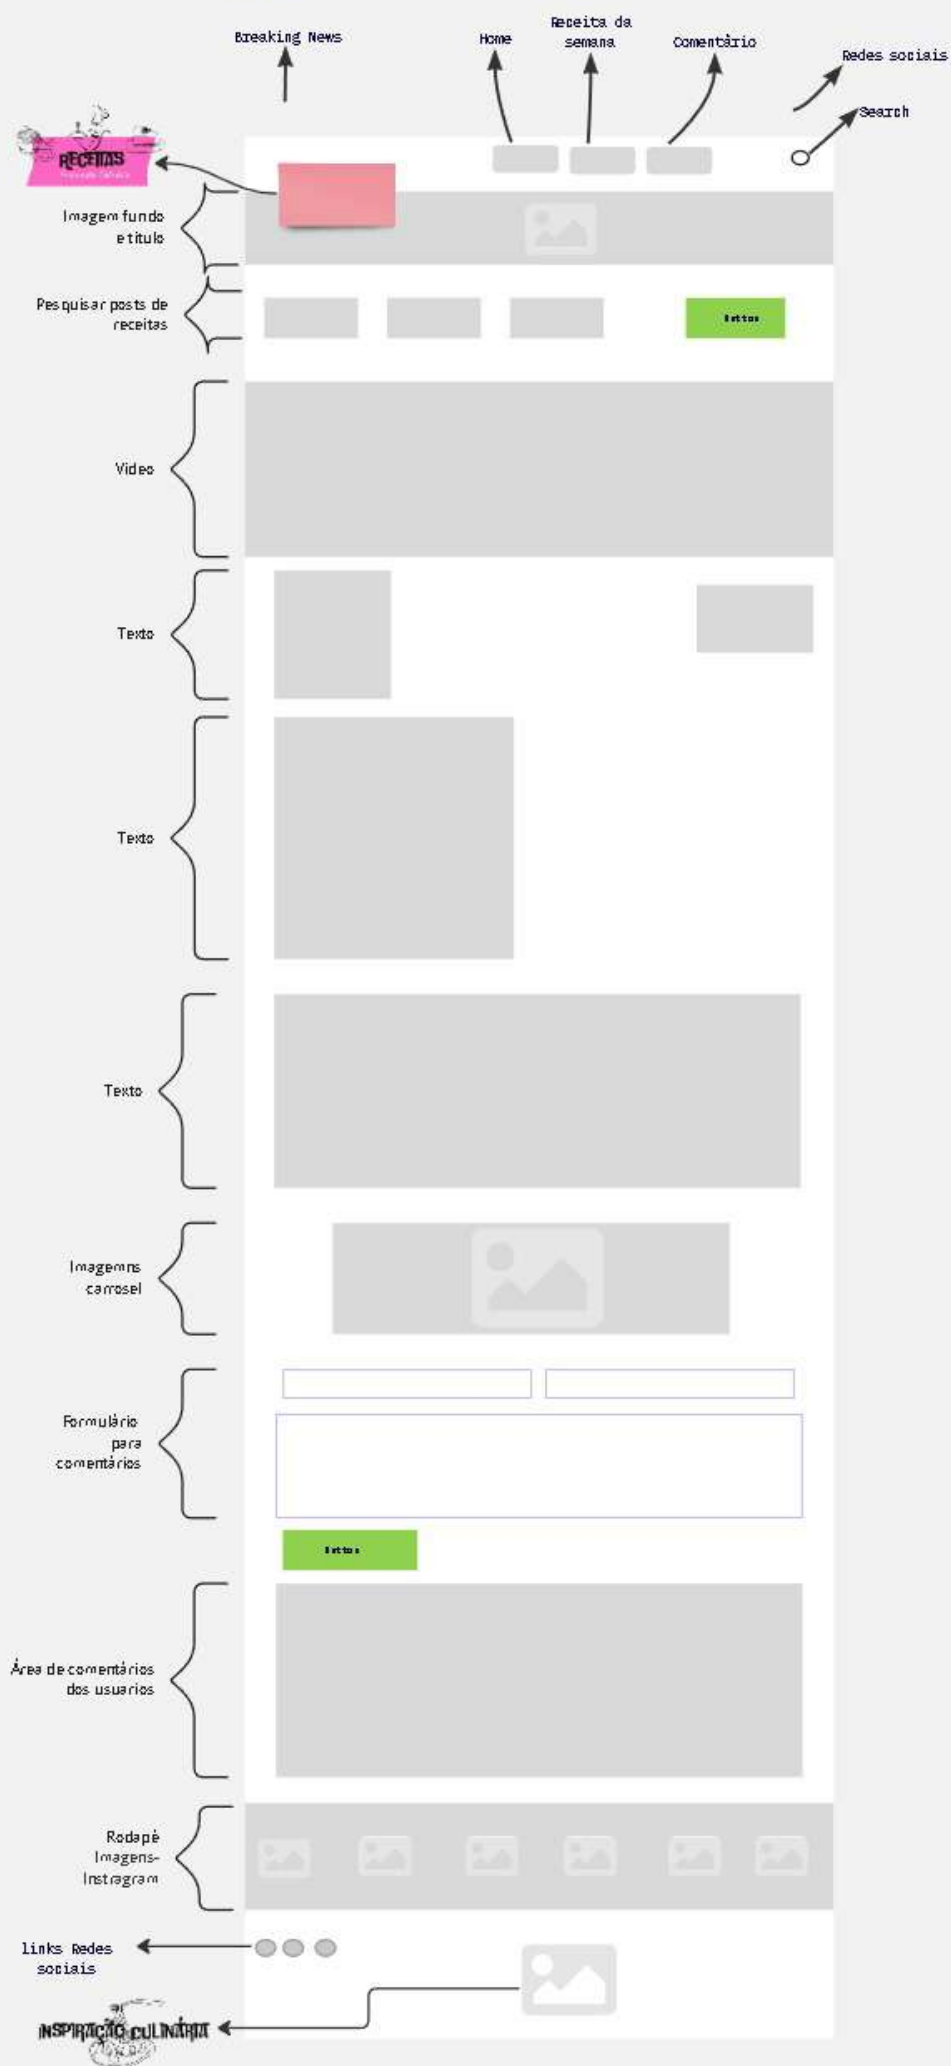 Breaking News
Home
Receita da
semana
Comentário
Redes sociais
Search
RECEITAS
Imagem fundo
e titulo
Pesquisar posts de
receitas
Button
Video
Texto
Texto
Texto
Imagemns
carrosel
Formulário
para
comentários
Button
Área de comentários
dos usuarios
Rodapé
Imagens-
Instragram
links Redes
sociais
INSPIRAÇÃO CULINÁRIA